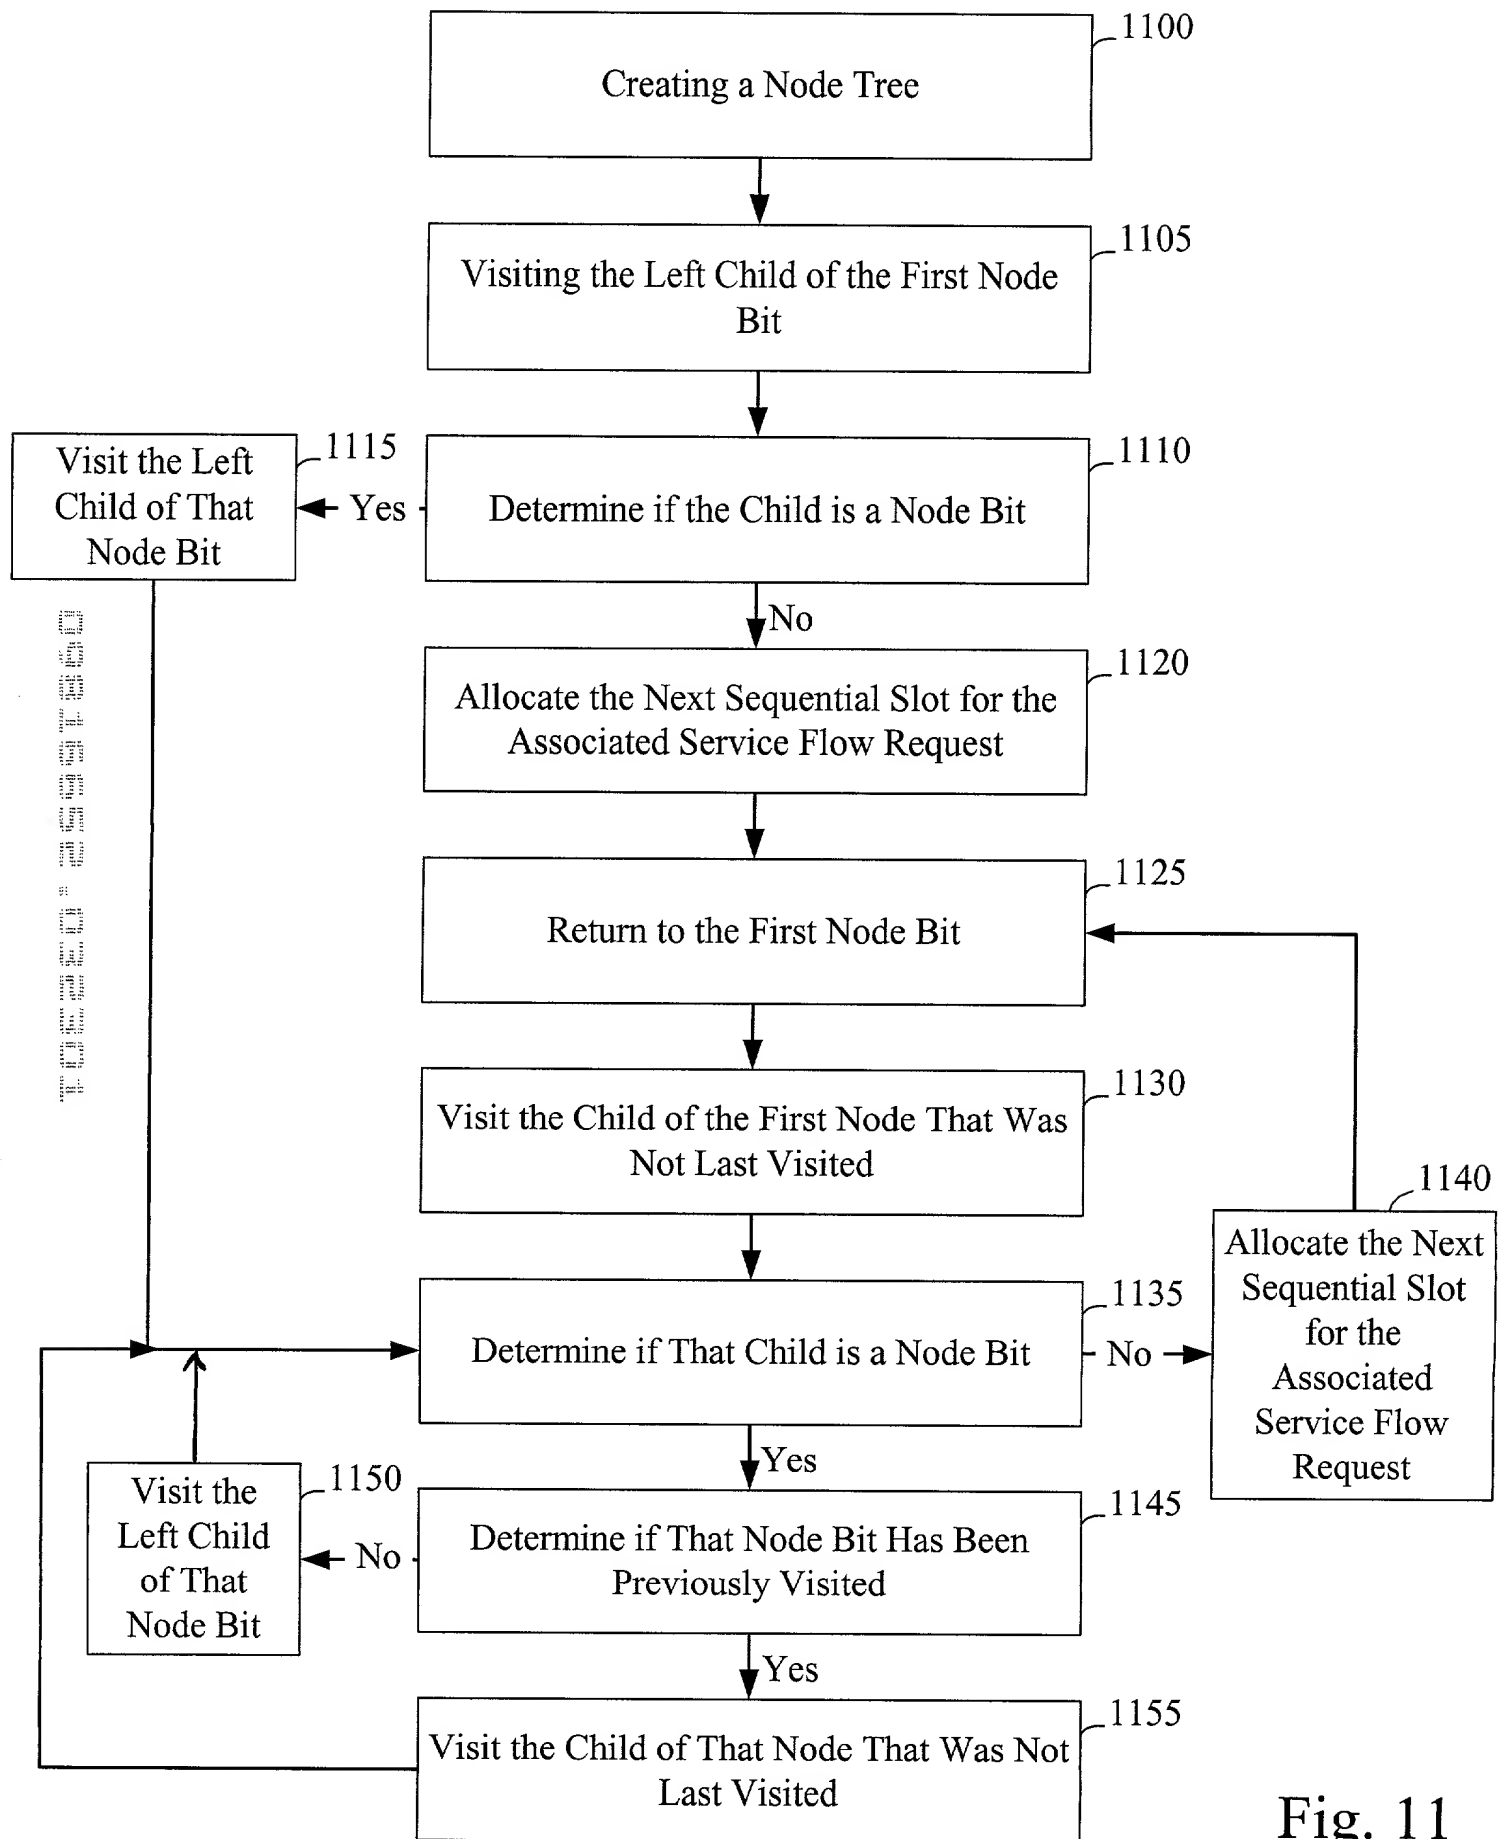 1100
Creating a Node Tree
1105
Visiting the Left Child of the First Node
Bit
1115
Visit the Left
Child of That
Node Bit
Yes
1110
Determine if the Child is a Node Bit
No
1120
Allocate the Next Sequential Slot for the
Associated Service Flow Request
1125
Return to the First Node Bit
1130
Visit the Child of the First Node That Was
Not Last Visited
1135
Determine if That Child is a Node Bit
No
1140
Allocate the Next
Sequential Slot
for the
Associated
Service Flow
Request
Yes
1145
Determine if That Node Bit Has Been
Previously Visited
No
1150
Visit the
Left Child
of That
Node Bit
Yes
1155
Visit the Child of That Node That Was Not
Last Visited
Fig. 11